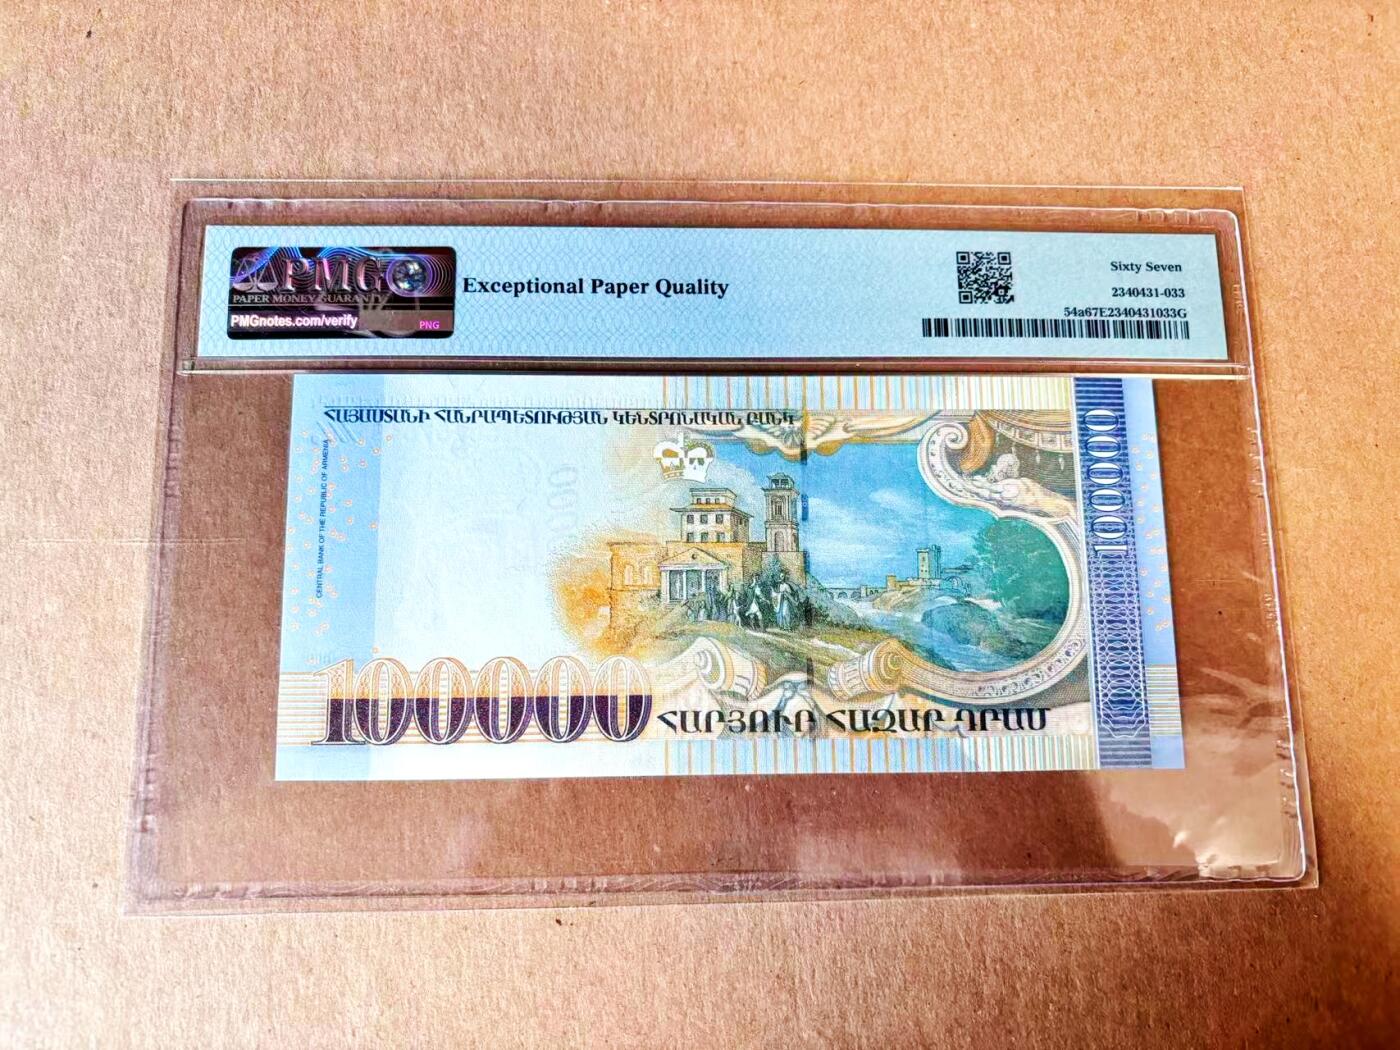 PMG
PAPER MONEY GUARANTY
PMGnotes.com/verify
PNG
Exceptional Paper Quality
Sixty Seven
2340431-033
54a67E2340431033G
ՀԱՅԱՍՏԱՆԻ ՀԱՆՐԱՊԵՏՈՒԹՅԱՆ ԿԵՆՏՐՈՆԱԿԱՆ ԲԱՆԿ
CENTRAL BANK OF THE REPUBLIC OF ARMENIA
100000
100000
ՀԱՐՅՈՒՐ ՀԱԶԱՐ ԴՐԱՄ